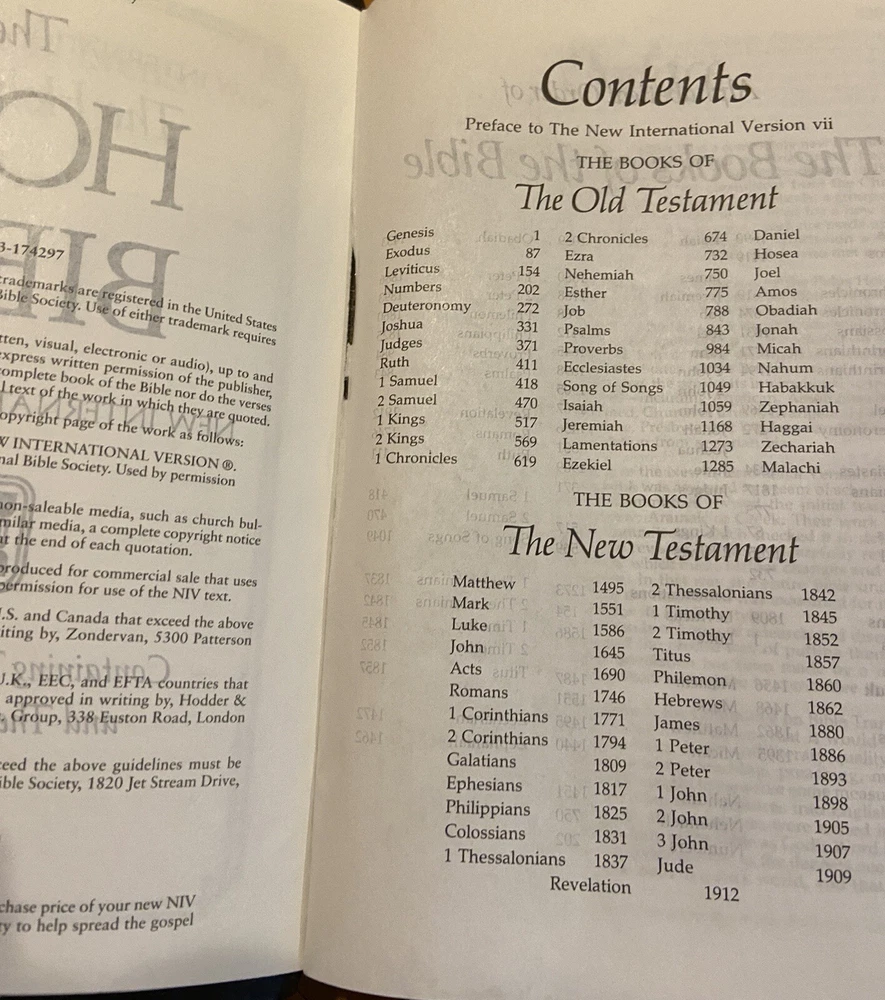 3-174297
trademarks are registered in the United States
Bible Society. Use of either trademark requires
tten, visual, electronic or audio), up to and
express written permission of the publisher,
omplete book of the Bible nor do the verses
l text of the work in which they are quoted.
opyright page of the work as follows:
W INTERNATIONAL VERSION ®.
nal Bible Society. Used by permission
non-saleable media, such as church bul-
milar media, a complete copyright notice
at the end of each quotation.
produced for commercial sale that uses
permission for use of the NIV text.
.S. and Canada that exceed the above
iting by, Zondervan, 5300 Patterson
U.K., EEC, and EFTA countries that
approved in writing by, Hodder &
Group, 338 Euston Road, London
ceed the above guidelines must be
ible Society, 1820 Jet Stream Drive,
chase price of your new NIV
ty to help spread the gospel
Contents
Preface to The New International Version vii
THE BOOKS OF
The Old Testament
Genesis 1 2 Chronicles 674 Daniel
Exodus 87 Ezra 732 Hosea
Leviticus 154 Nehemiah 750 Joel
Numbers 202 Esther 775 Amos
Deuteronomy 272 Job 788 Obadiah
Joshua 331 Psalms 843 Jonah
Judges 371 Proverbs 984 Micah
Ruth 411 Ecclesiastes 1034 Nahum
1 Samuel 418 Song of Songs 1049 Habakkuk
2 Samuel 470 Isaiah 1059 Zephaniah
1 Kings 517 Jeremiah 1168 Haggai
2 Kings 569 Lamentations 1273 Zechariah
1 Chronicles 619 Ezekiel 1285 Malachi
THE BOOKS OF
The New Testament
Matthew 1495 2 Thessalonians 1842
Mark 1551 1 Timothy 1845
Luke 1586 2 Timothy 1852
John 1645 Titus 1857
Acts 1690 Philemon 1860
Romans 1746 Hebrews 1862
1 Corinthians 1771 James 1880
2 Corinthians 1794 1 Peter 1886
Galatians 1809 2 Peter 1893
Ephesians 1817 1 John 1898
Philippians 1825 2 John 1905
Colossians 1831 3 John 1907
1 Thessalonians 1837 Jude 1909
Revelation 1912